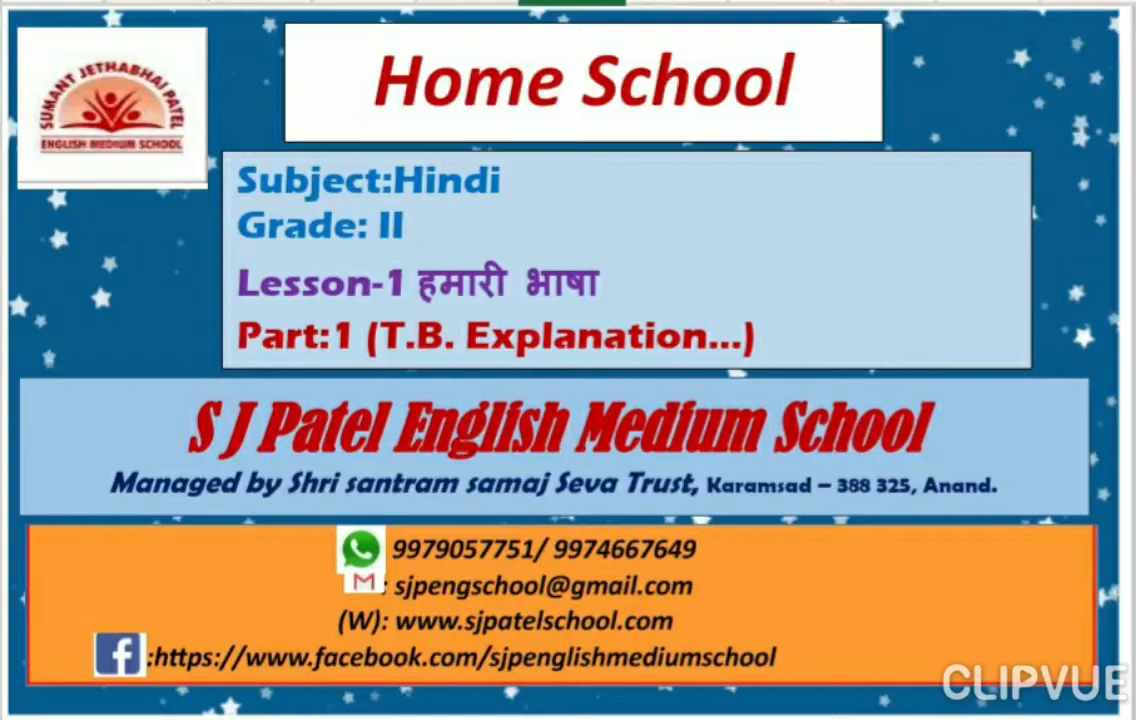 SUMANT JETHABHAI PATEL
ENGLISH MEDIUM SCHOOL
Home School
Subject:Hindi
Grade: II
Lesson-1 हमारी भाषा
Part:1 (T.B. Explanation...)
S J Patel English Medium School
Managed by Shri santram samaj Seva Trust, Karamsad – 388 325, Anand.
9979057751/ 9974667649
: sjpengschool@gmail.com
(W): www.sjpatelschool.com
:https://www.facebook.com/sjpenglishmediumschool
CLIPVUE